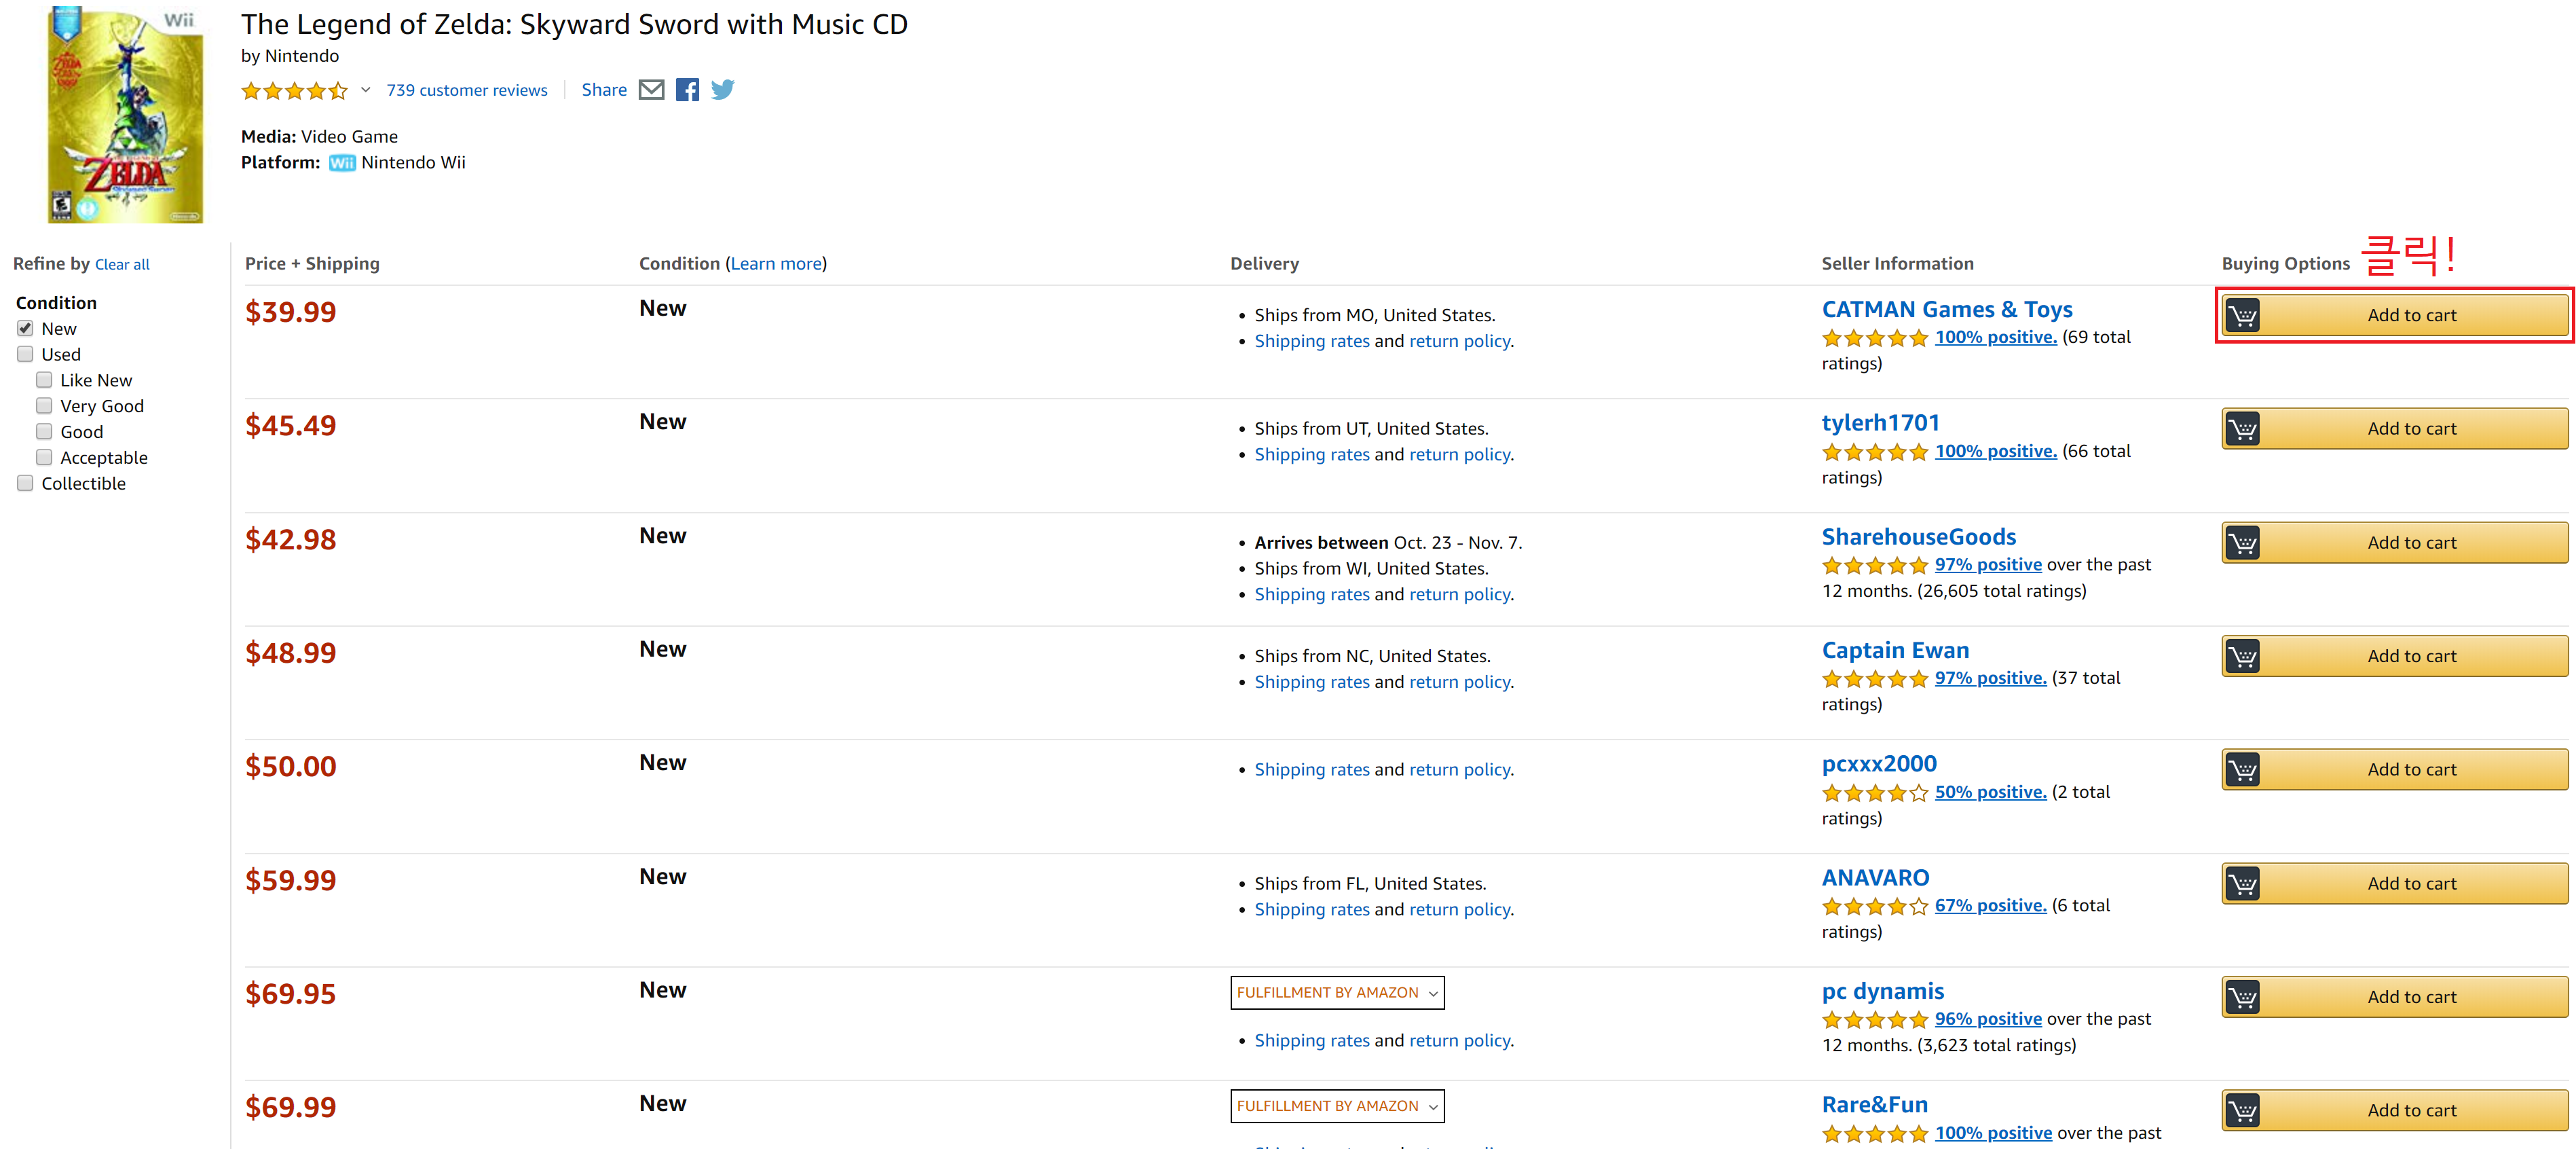 Wii
ZELDA
The Legend of Zelda: Skyward Sword with Music CD
by Nintendo
739 customer reviews
Share
Media: Video Game
Platform: Wii Nintendo Wii
Refine by Clear all
Condition
New
Used
Like New
Very Good
Good
Acceptable
Collectible
Price + Shipping Condition (Learn more) Delivery Seller Information Buying Options 클릭!
$39.99 New
Ships from MO, United States.
Shipping rates and return policy.
CATMAN Games & Toys
100% positive. (69 total
ratings)
Add to cart
$45.49 New
Ships from UT, United States.
Shipping rates and return policy.
tylerh1701
100% positive. (66 total
ratings)
Add to cart
$42.98 New
Arrives between Oct. 23 - Nov. 7.
Ships from WI, United States.
Shipping rates and return policy.
SharehouseGoods
97% positive over the past
12 months. (26,605 total ratings)
Add to cart
$48.99 New
Ships from NC, United States.
Shipping rates and return policy.
Captain Ewan
97% positive. (37 total
ratings)
Add to cart
$50.00 New
Shipping rates and return policy.
pcxxx2000
50% positive. (2 total
ratings)
Add to cart
$59.99 New
Ships from FL, United States.
Shipping rates and return policy.
ANAVARO
67% positive. (6 total
ratings)
Add to cart
$69.95 New
FULFILLMENT BY AMAZON
Shipping rates and return policy.
pc dynamis
96% positive over the past
12 months. (3,623 total ratings)
Add to cart
$69.99 New
FULFILLMENT BY AMAZON
Rare&Fun
100% positive over the past
Add to cart